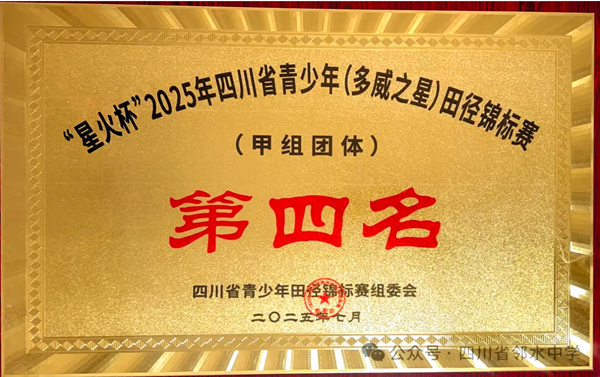 “星火杯”2025年四川省青少年(多威之星)田径锦标赛
(甲组团体)
第四名
四川省青少年田径锦标赛组委会
二〇二五年七月
公众号·四川省邻水中学